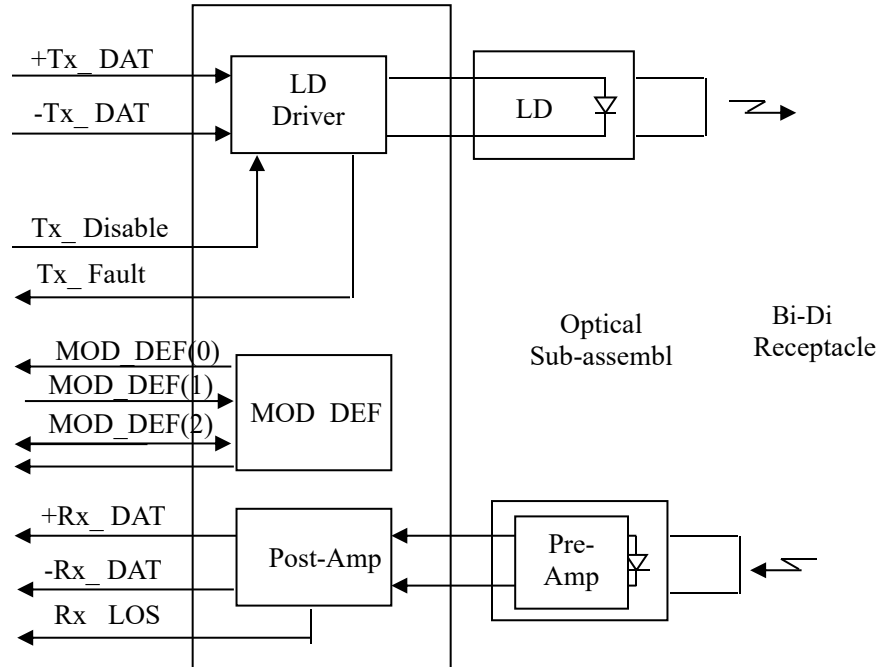 +Tx_ DAT
-Tx_ DAT
LD
Driver
LD
Tx_ Disable
Tx_ Fault
Optical
Sub-assembl
Bi-Di
Receptacle
MOD_DEF(0)
MOD_DEF(1)
MOD_DEF(2)
MOD DEF
+Rx_ DAT
-Rx_ DAT
Rx LOS
Post-Amp
Pre-
Amp